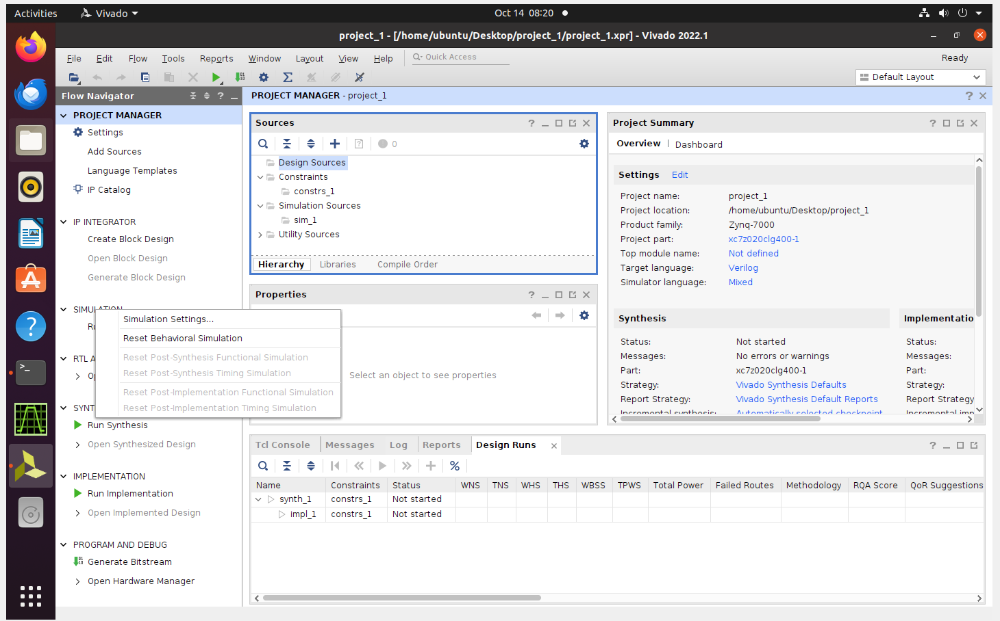 Activities Vivado Oct 14 08:20
project_1 - [/home/ubuntu/Desktop/project_1/project_1.xpr] - Vivado 2022.1
File Edit Flow Tools Reports Window Layout View Help Quick Access Ready
Default Layout
Flow Navigator
PROJECT MANAGER
Settings
Add Sources
Language Templates
IP Catalog
IP INTEGRATOR
Create Block Design
Open Block Design
Generate Block Design
SIMULATION
RTL A
SYNT
Run Synthesis
Open Synthesized Design
IMPLEMENTATION
Run Implementation
Open Implemented Design
PROGRAM AND DEBUG
Generate Bitstream
Open Hardware Manager
Simulation Settings...
Reset Behavioral Simulation
Reset Post-Synthesis Functional Simulation
Reset Post-Synthesis Timing Simulation
Reset Post-Implementation Functional Simulation
Reset Post-Implementation Timing Simulation
PROJECT MANAGER - project_1
Sources
0
Design Sources
Constraints
constrs_1
Simulation Sources
sim_1
Utility Sources
Hierarchy Libraries Compile Order
Properties
Select an object to see properties
Project Summary
Overview | Dashboard
Settings Edit
Project name: project_1
Project location: /home/ubuntu/Desktop/project_1
Product family: Zynq-7000
Project part: xc7z020clg400-1
Top module name: Not defined
Target language: Verilog
Simulator language: Mixed
Synthesis
Status: Not started
Messages: No errors or warnings
Part: xc7z020clg400-1
Strategy: Vivado Synthesis Defaults
Report Strategy: Vivado Synthesis Default Reports
Incremental synthesis: Automatically selected checkpoint
Implementatio
Status:
Messages:
Part:
Strategy:
Report Strategy
Incremental imp
Tcl Console Messages Log Reports Design Runs
Name Constraints Status WNS TNS WHS THS WBSS TPWS Total Power Failed Routes Methodology RQA Score QoR Suggestions
synth_1 constrs_1 Not started
impl_1 constrs_1 Not started